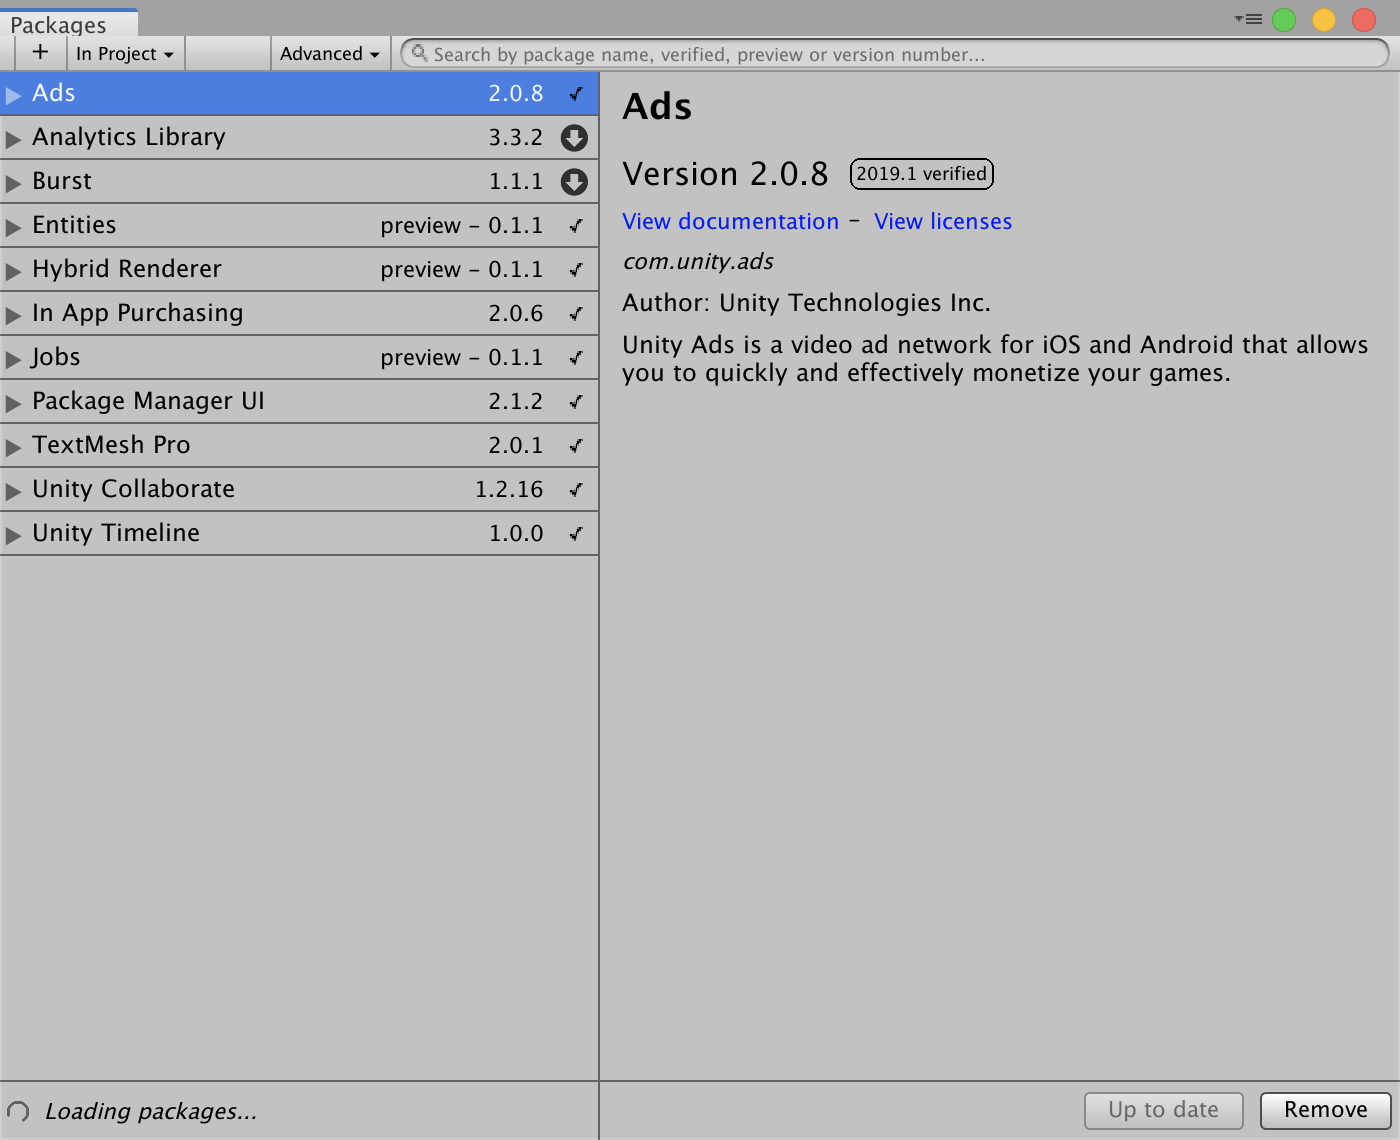 Packages
+ In Project Advanced Search by package name, verified, preview or version number...
Ads 2.0.8
Analytics Library 3.3.2
Burst 1.1.1
Entities preview – 0.1.1
Hybrid Renderer preview – 0.1.1
In App Purchasing 2.0.6
Jobs preview – 0.1.1
Package Manager UI 2.1.2
TextMesh Pro 2.0.1
Unity Collaborate 1.2.16
Unity Timeline 1.0.0
Loading packages...
Ads
Version 2.0.8 2019.1 verified
View documentation – View licenses
com.unity.ads
Author: Unity Technologies Inc.
Unity Ads is a video ad network for iOS and Android that allows
you to quickly and effectively monetize your games.
Up to date Remove